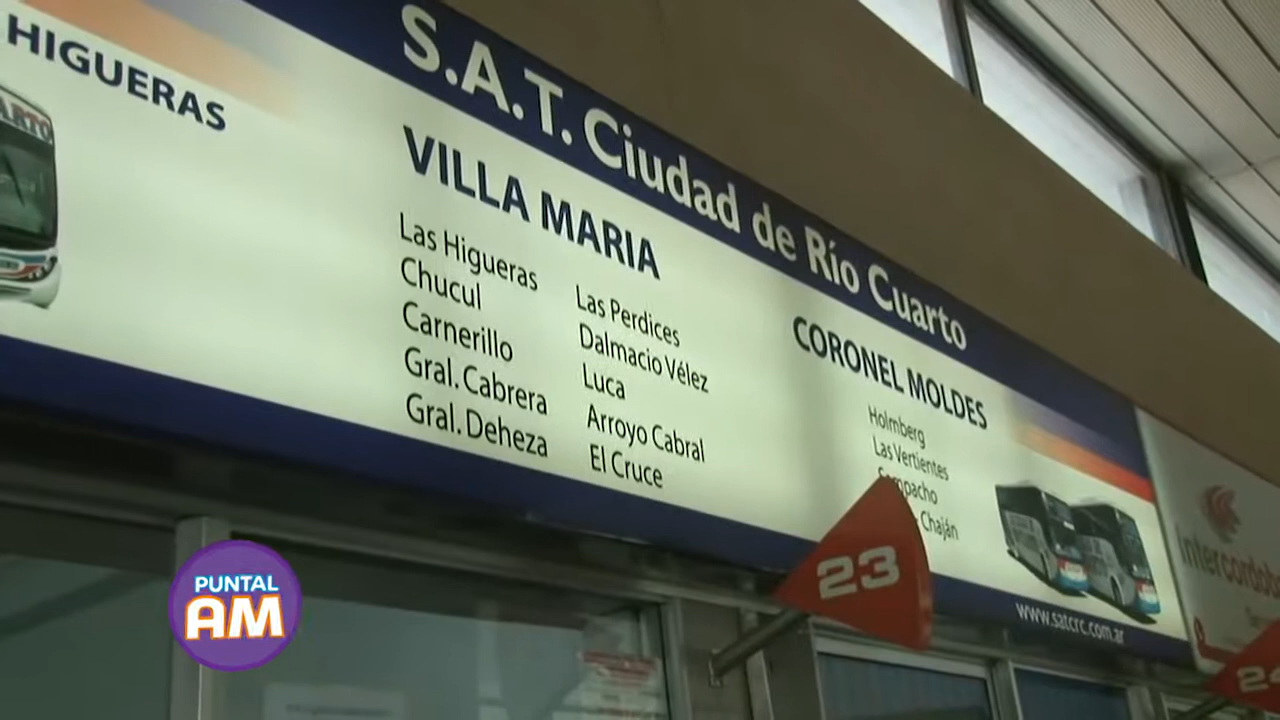 HIGUERAS
S.A.T. Ciudad de Río Cuarto
VILLA MARIA
Las Higueras
Chucul
Carnerillo
Gral. Cabrera
Gral. Deheza
Las Perdices
Dalmacio Vélez
Luca
Arroyo Cabral
El Cruce
CORONEL MOLDES
Holmberg
Las Vertientes
Chaján
www.satcrc.com.ar
23
PUNTAL
AM